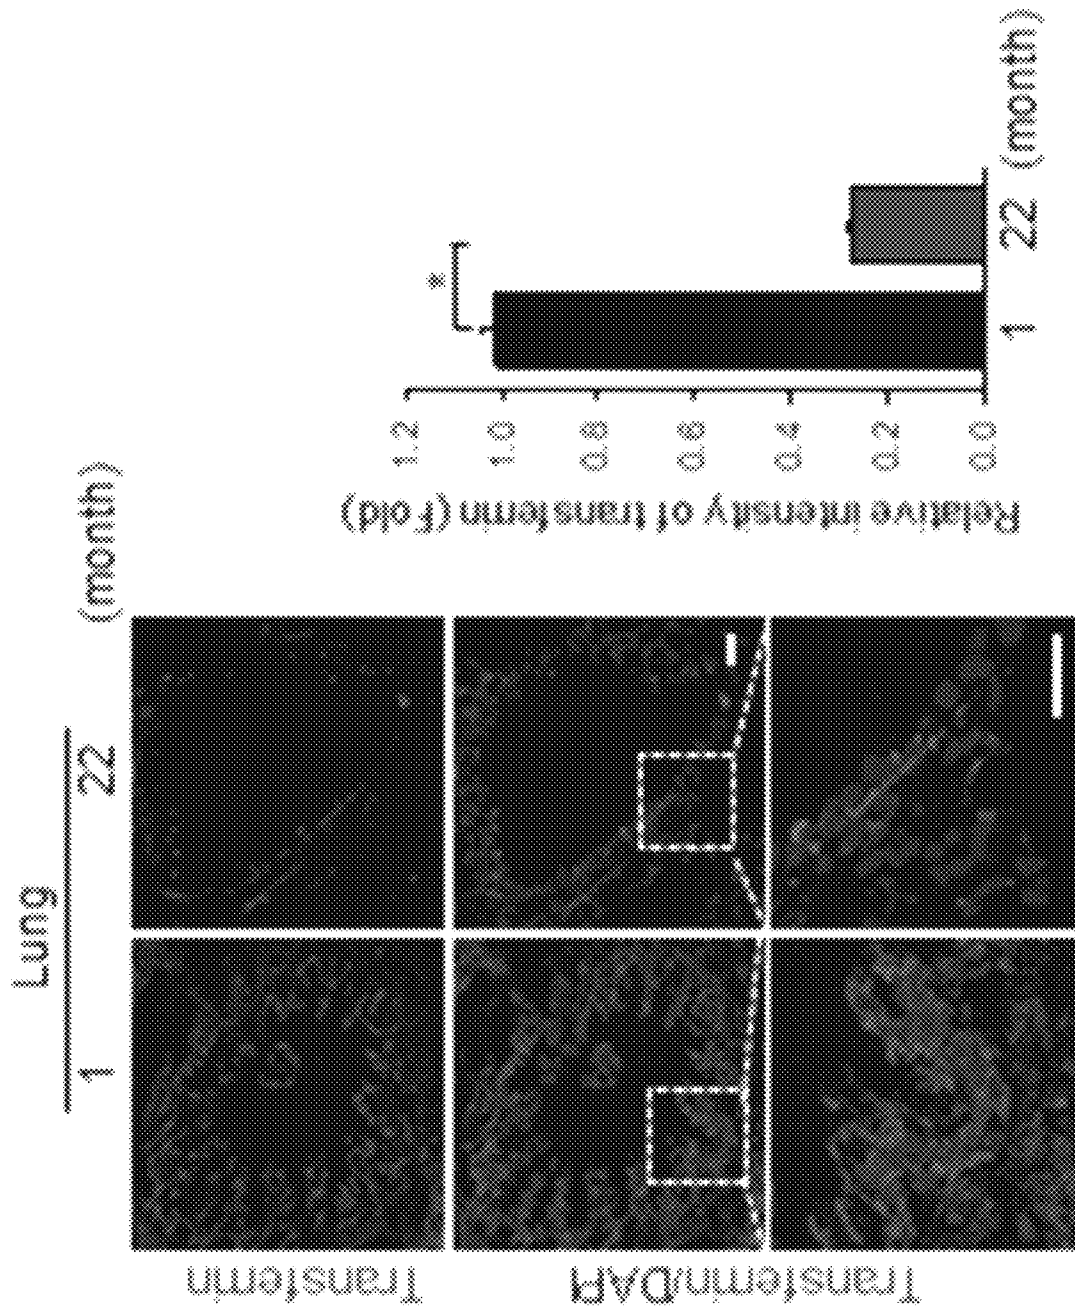 Lung
1 22 (month)
Transferrin
Transferrin/DAPI
Relative intensity of transferrin (Fold)
1.2
1.0
0.8
0.6
0.4
0.2
0.0
*
1 22 (month)